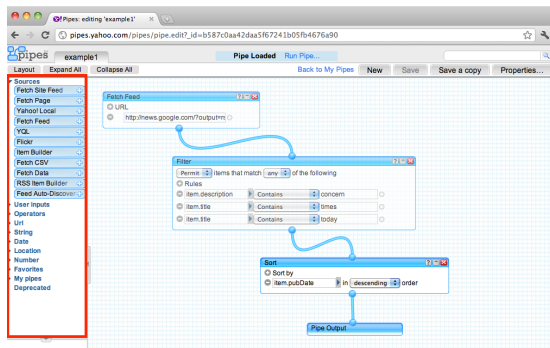 Pipes: editing 'example1'
pipes.yahoo.com/pipes/pipe.edit?_id=b587c0aa42daa5f67241b05fb4676a90
pipes example1 Pipe Loaded Run Pipe...
Layout Expand All Collapse All Back to My Pipes New Save Save a copy Properties...
Sources
Fetch Site Feed
Fetch Page
Yahoo! Local
Fetch Feed
YQL
Flickr
Item Builder
Fetch CSV
Fetch Data
RSS Item Builder
Feed Auto-Discover
User inputs
Operators
Url
String
Date
Location
Number
Favorites
My pipes
Deprecated
Fetch Feed
URL
http://news.google.com/?output=r
Filter
Permit items that match any of the following
Rules
item.description Contains concern
item.title Contains times
item.title Contains today
Sort
Sort by
item.pubDate in descending order
Pipe Output